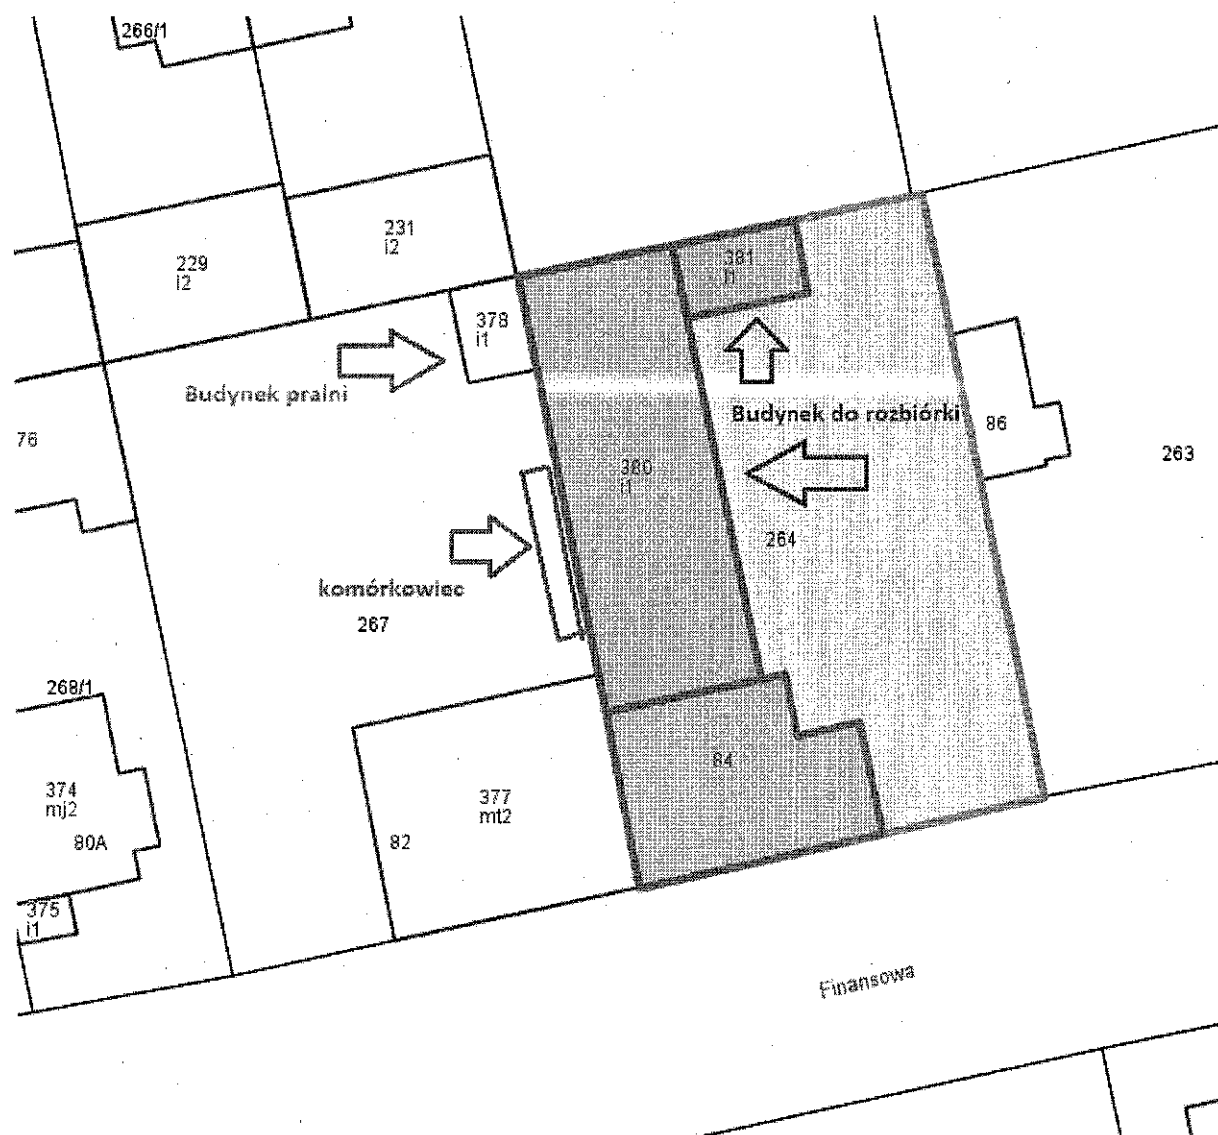 266/1
231
i2
229
i2
381
i1
378
i1
Budynek pralni
Budynek do rozbiórki
86
76
263
380
i1
264
komórkowiec
267
268/1
84
374
mj2
377
mt2
80A
82
375
i1
Finansowa